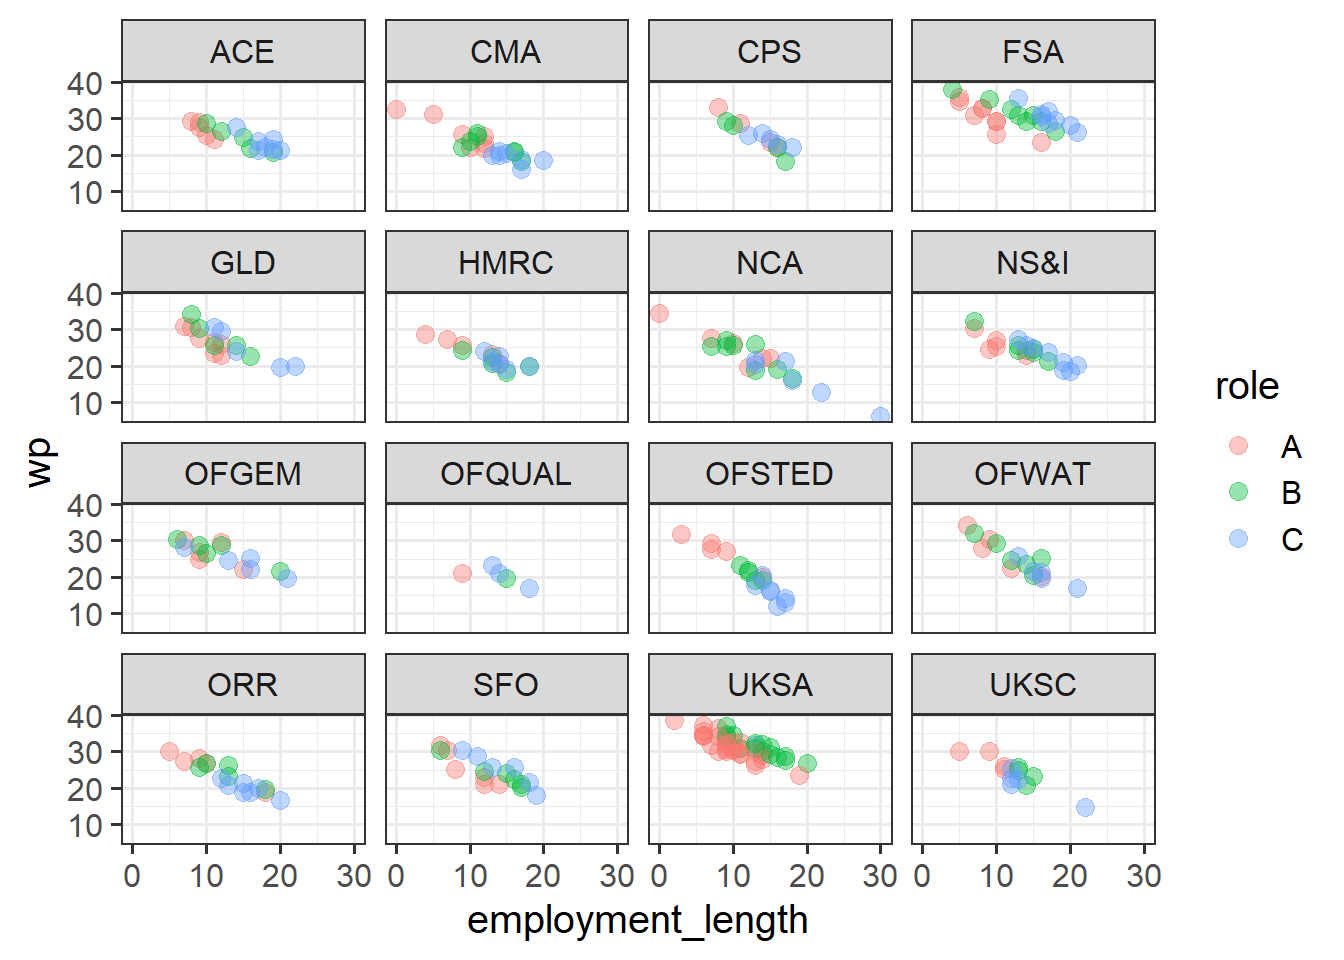 ACE CMA CPS FSA
40
30
20
10
GLD HMRC NCA NS&I
40
30
20
10
wp
OFGEM OFQUAL OFSTED OFWAT
40
30
20
10
ORR SFO UKSA UKSC
40
30
20
10
0 10 20 30 0 10 20 30 0 10 20 30 0 10 20 30
employment_length
role
A
B
C